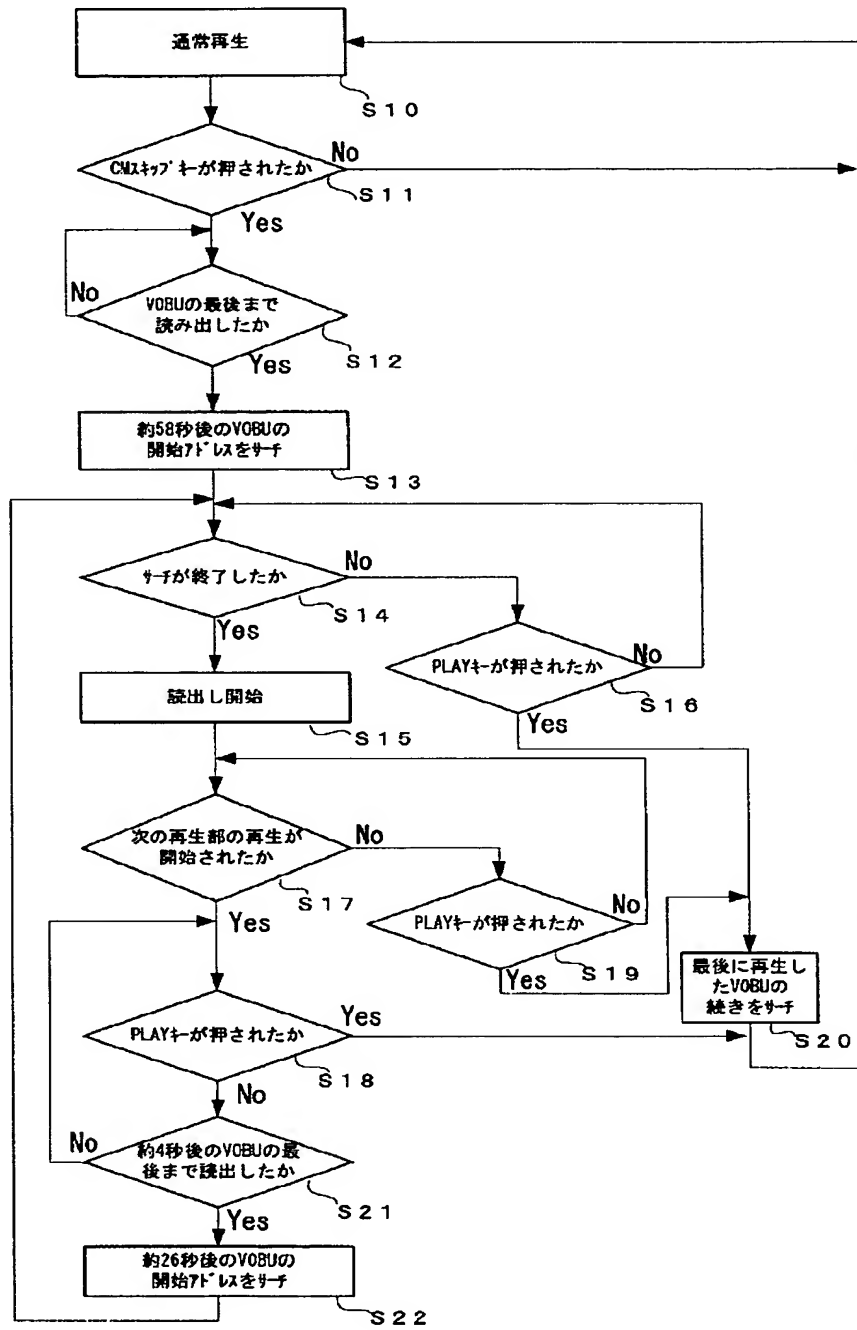 通常再生
S10
CMスキップキーが押されたか
No
S11
Yes
No
VOBUの最後まで
読み出したか
S12
Yes
約58秒後のVOBUの
開始アドレスをサーチ
S13
サーチが終了したか
No
S14
Yes
PLAYキーが押されたか
No
S16
Yes
読出し開始
S15
次の再生部の再生が
開始されたか
No
S17
Yes
PLAYキーが押されたか
No
S19
Yes
最後に再生し
たVOBUの
続きをサーチ
S20
PLAYキーが押されたか
Yes
S18
No
No
約4秒後のVOBUの最
後まで読出したか
S21
Yes
約26秒後のVOBUの
開始アドレスをサーチ
S22